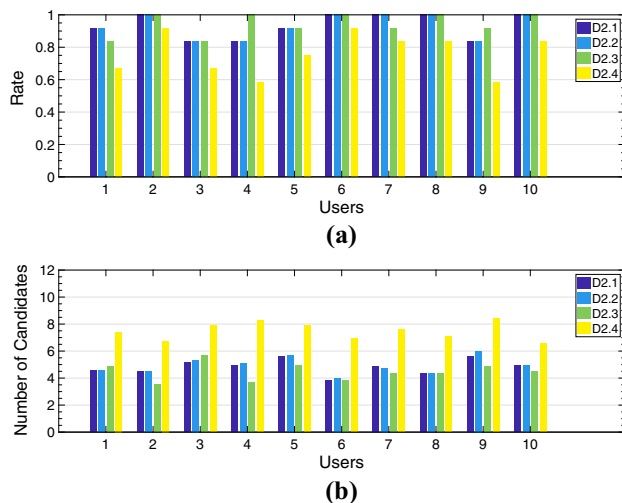 1
0.8
0.6
0.4
0.2
0
Rate
1 2 3 4 5 6 7 8 9 10
Users
D2.1
D2.2
D2.3
D2.4
(a)
12
10
8
6
4
2
0
Number of Candidates
1 2 3 4 5 6 7 8 9 10
Users
D2.1
D2.2
D2.3
D2.4
(b)